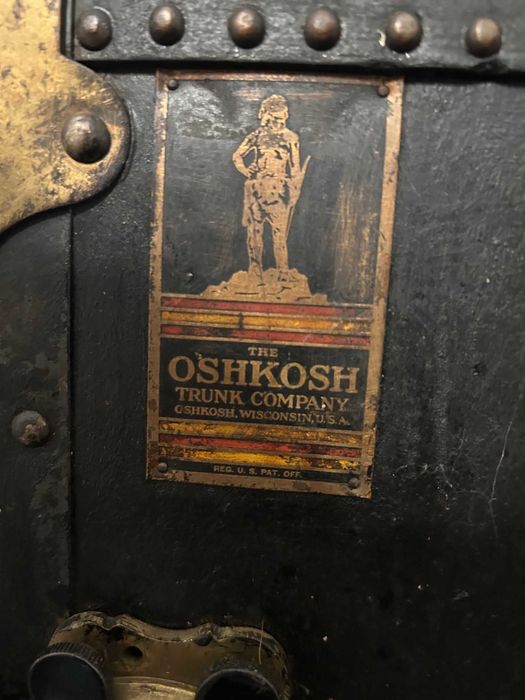 THE
OSHKOSH
TRUNK COMPANY
OSHKOSH, WISCONSIN, U.S.A.
REG. U.S. PAT. OFF.